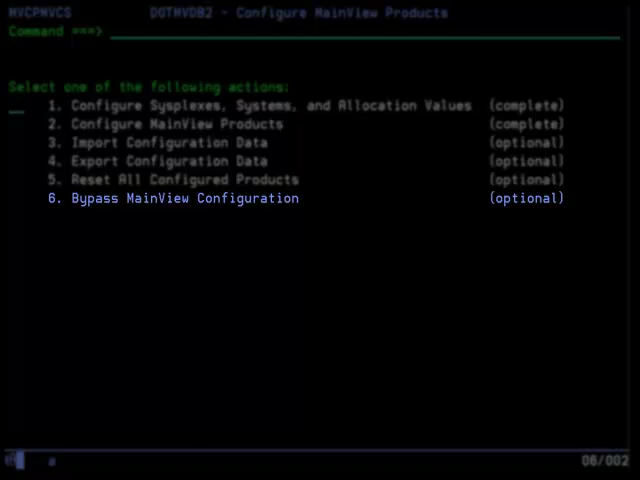 MVCPMVCS DOTMVDB2 - Configure MainView Products
Command ===>
Select one of the following actions:
1. Configure Sysplexes, Systems, and Allocation Values (complete)
2. Configure MainView Products (complete)
3. Import Configuration Data (optional)
4. Export Configuration Data (optional)
5. Reset All Configured Products (optional)
6. Bypass MainView Configuration (optional)
a 06/002